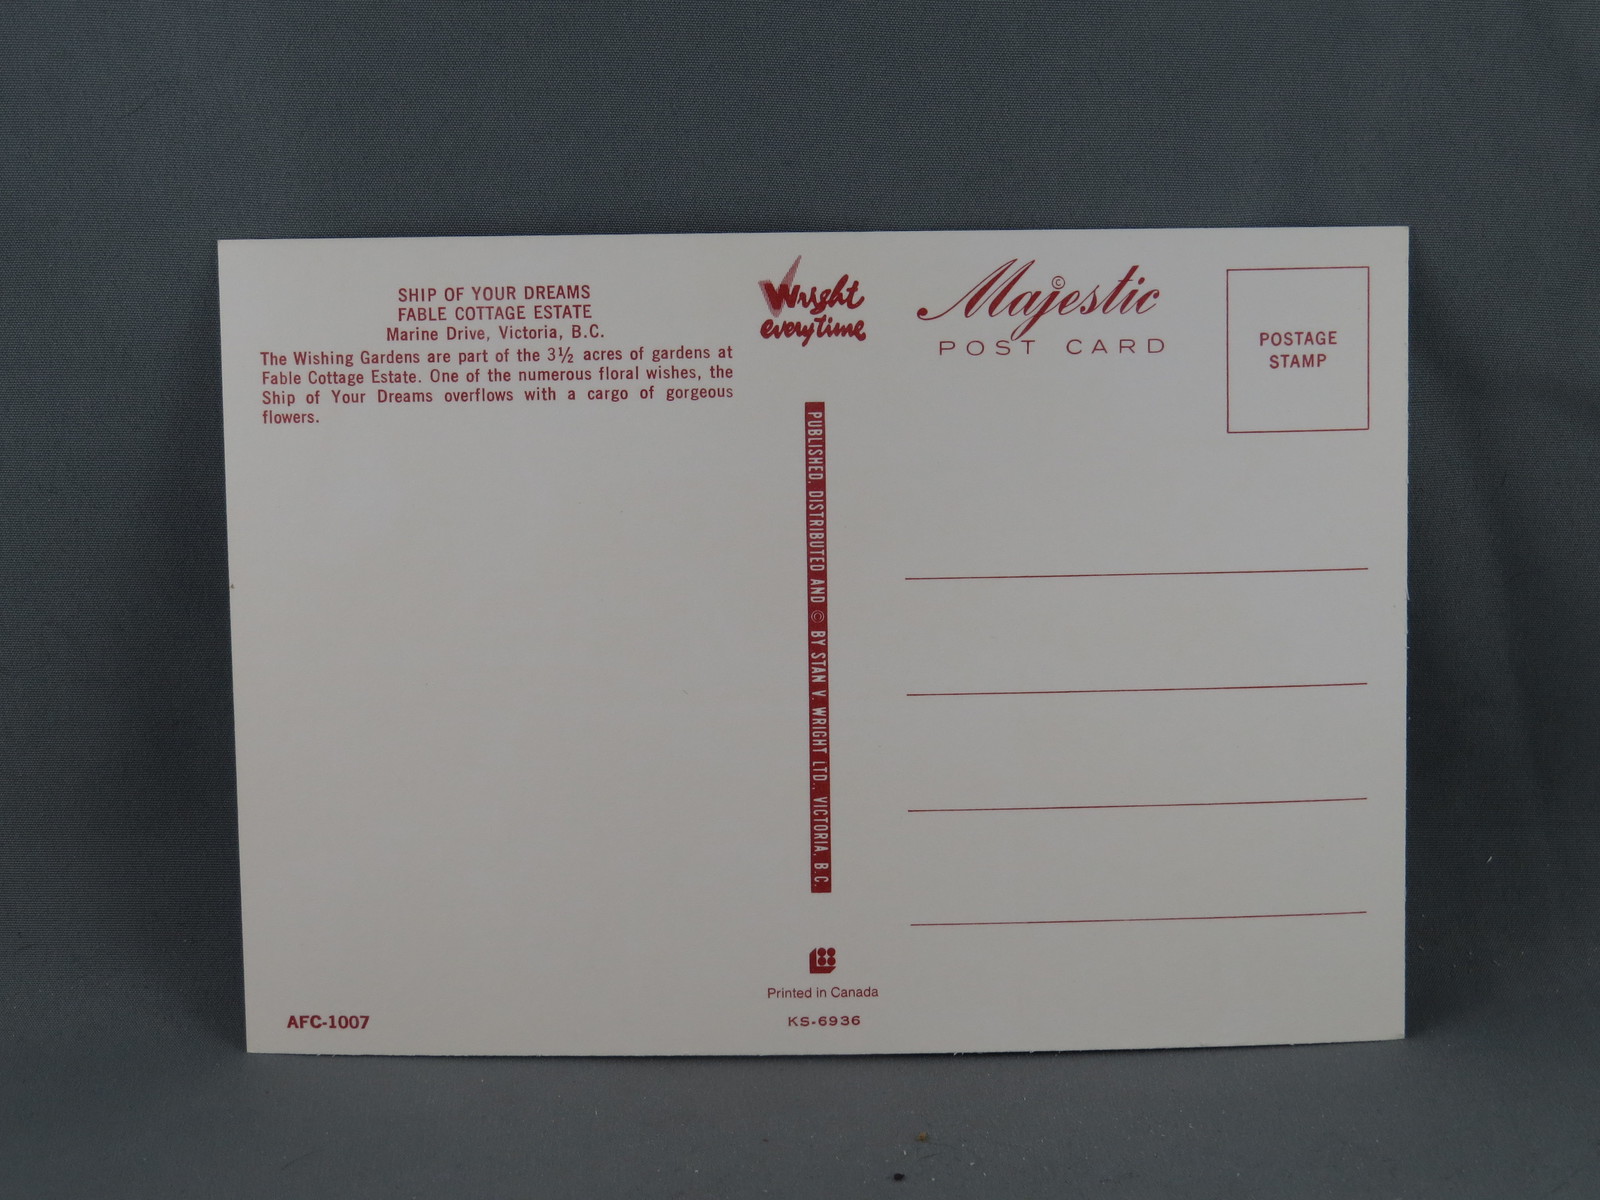 SHIP OF YOUR DREAMS
FABLE COTTAGE ESTATE
Marine Drive, Victoria, B.C.
The Wishing Gardens are part of the 3½ acres of gardens at
Fable Cottage Estate. One of the numerous floral wishes, the
Ship of Your Dreams overflows with a cargo of gorgeous
flowers.
AFC-1007
Wright
everytime
PUBLISHED, DISTRIBUTED AND © BY STAN V. WRIGHT LTD., VICTORIA, B.C.
Printed in Canada
KS-6936
Majestic ©
POST CARD
POSTAGE
STAMP